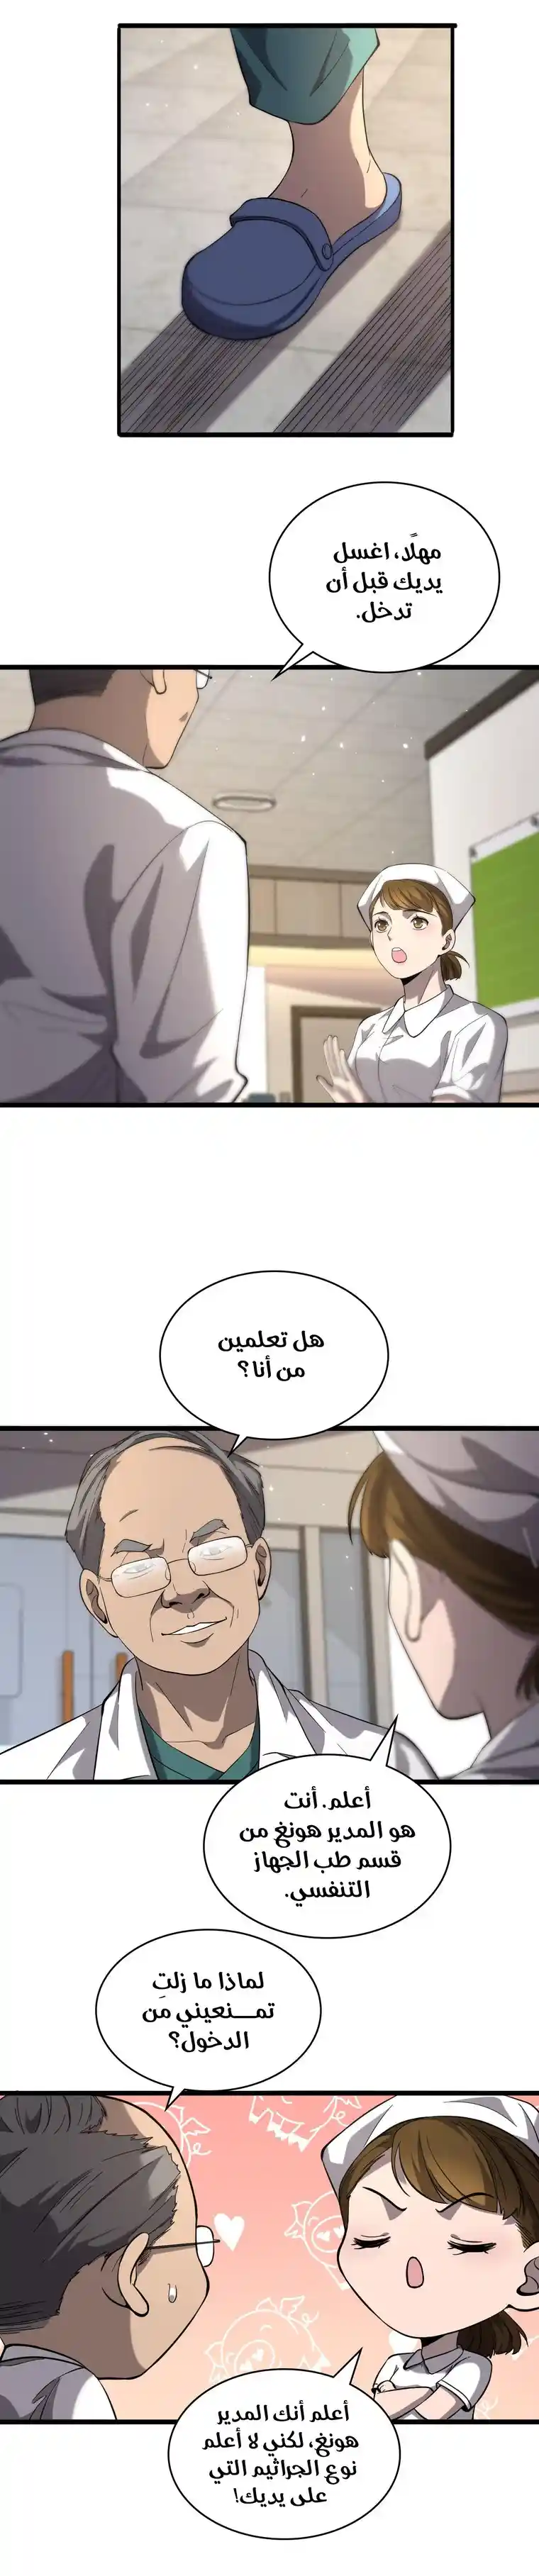 مهلًا، اغسل
يديك قبل أن
تدخل.
هل تعلمين
من أنا؟
أعلم. أنت
هو المدير هونغ من
قسم طب الجهاز
التنفسي.
لماذا ما زلتِ
تمـــنعيني من
الدخول؟
أعلم أنك المدير
هونغ، لكني لا أعلم
نوع الجراثيم التي
على يديك!